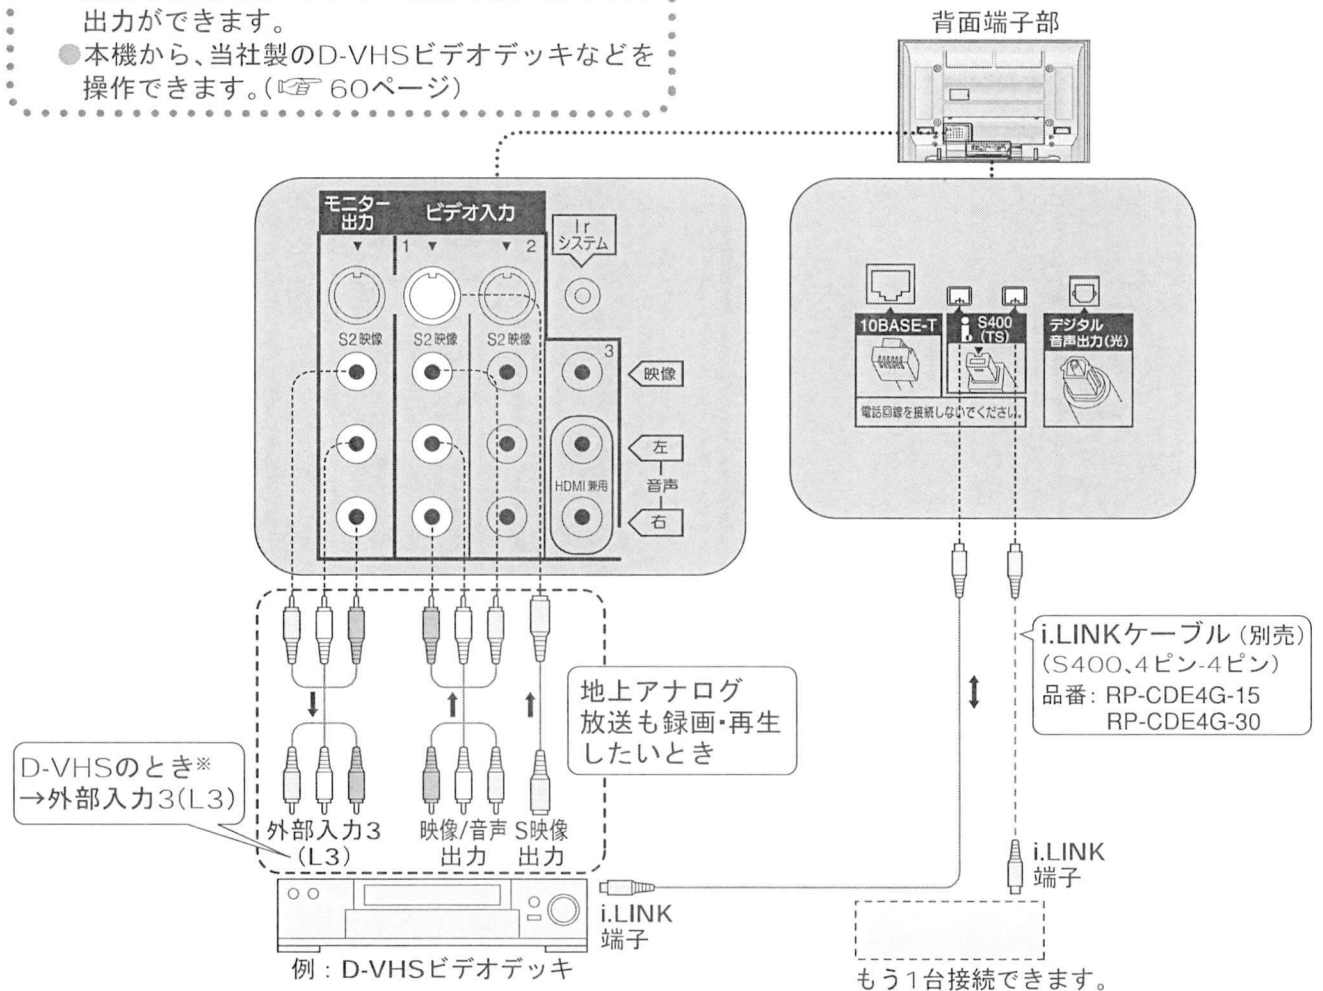 出力ができます。
●本機から、当社製のD-VHSビデオデッキなどを
操作できます。(☞ 60ページ)
背面端子部
モニター
出力
ビデオ入力
1
2
Ir
システム
S2映像
S2映像
S2映像
3
映像
左
HDMI兼用
音声
右
10BASE-T
i S400
(TS)
デジタル
音声出力(光)
電話回線を接続しないでください。
i.LINKケーブル(別売)
(S400、4ピン-4ピン)
品番: RP-CDE4G-15
RP-CDE4G-30
地上アナログ
放送も録画・再生
したいとき
D-VHSのとき※
→外部入力3(L3)
外部入力3
(L3)
映像/音声
出力
S映像
出力
i.LINK
端子
i.LINK
端子
例:D-VHSビデオデッキ
もう1台接続できます。